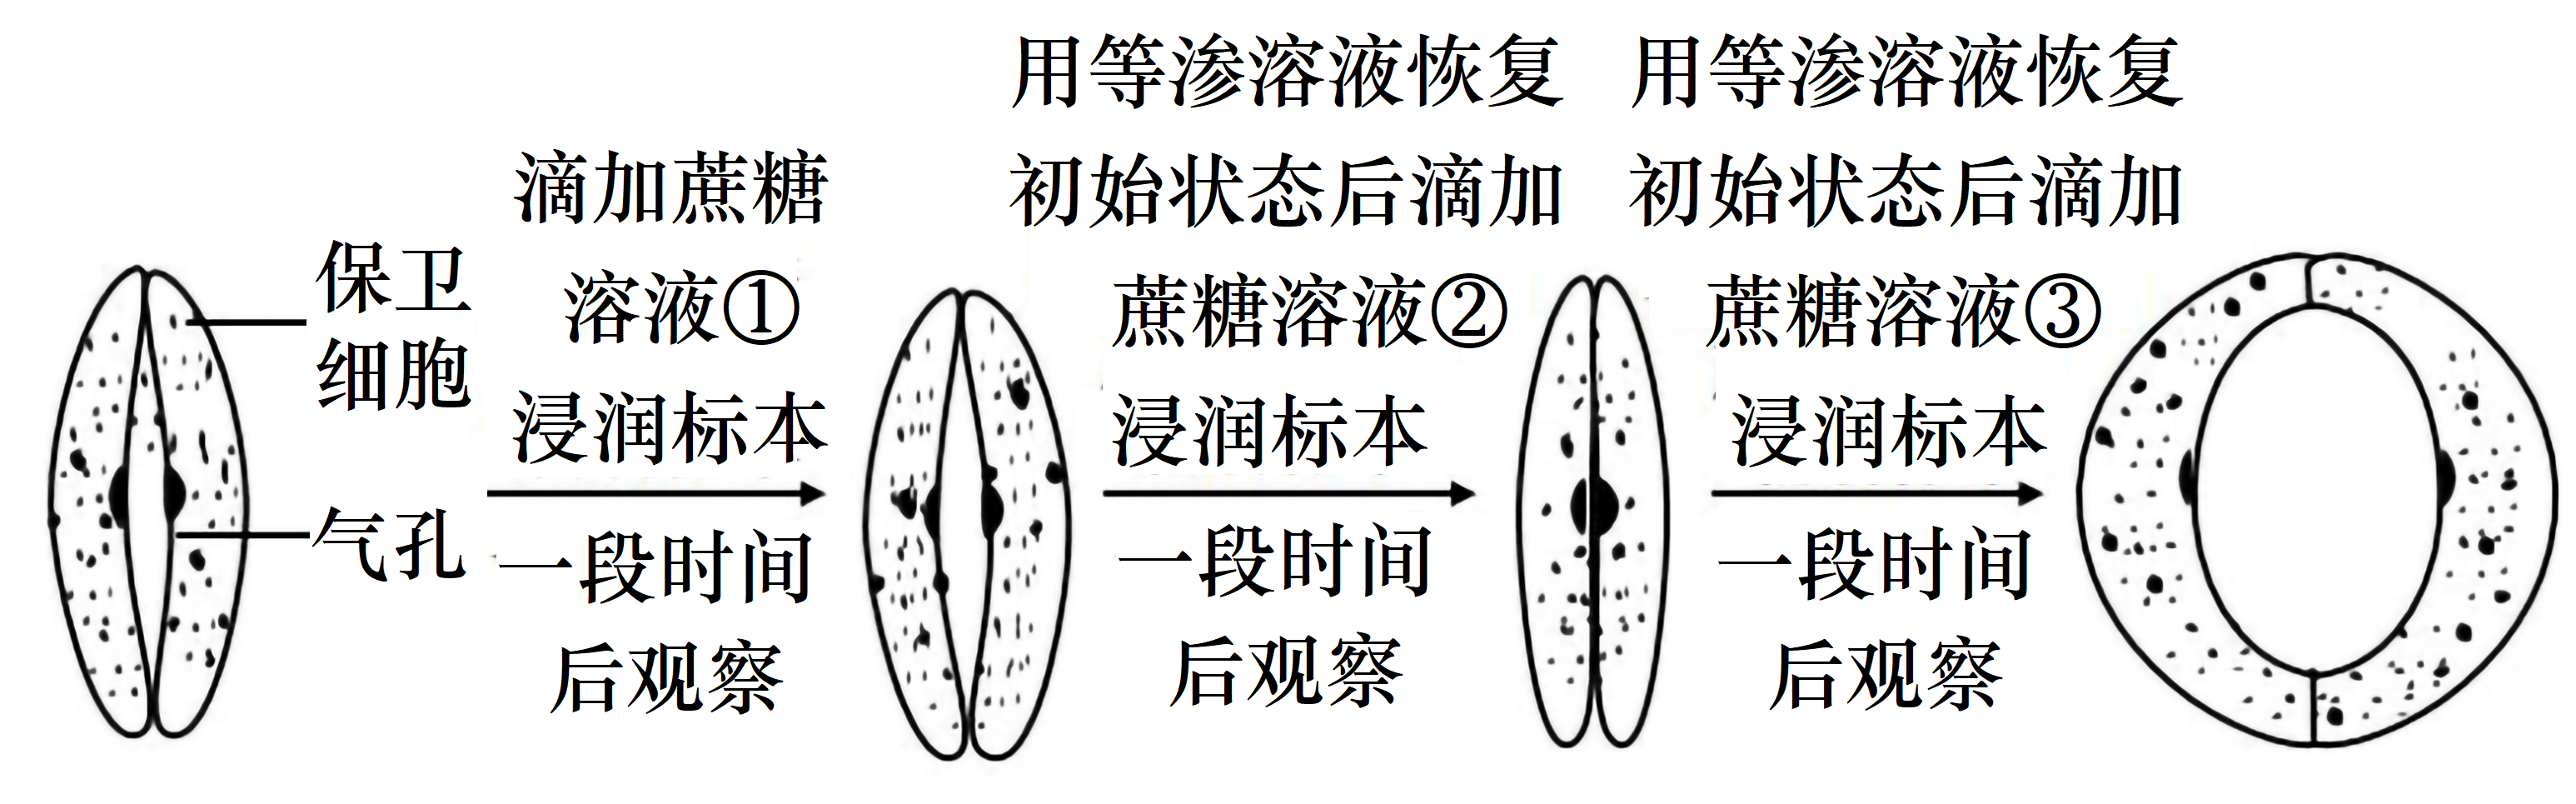 保卫
细胞
气孔
滴加蔗糖
溶液①
浸润标本
一段时间
后观察
用等渗溶液恢复
初始状态后滴加
蔗糖溶液②
浸润标本
一段时间
后观察
用等渗溶液恢复
初始状态后滴加
蔗糖溶液③
浸润标本
一段时间
后观察